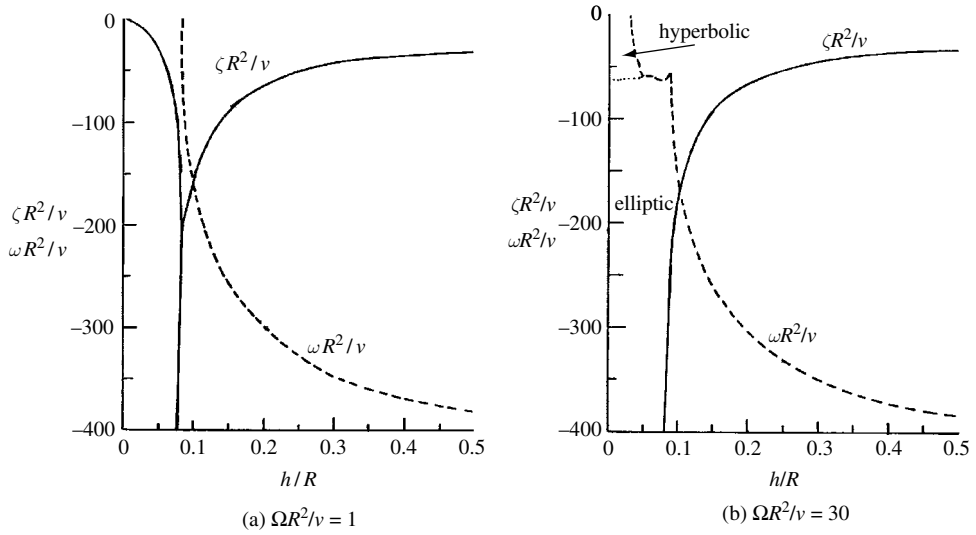 0
–100
–200
–300
–400
ζR²/ν
ωR²/ν
ζR²/ν
ωR²/ν
0 0.1 0.2 0.3 0.4 0.5
h/R
(a) ΩR²/ν = 1
0
–100
–200
–300
–400
ζR²/ν
ωR²/ν
hyperbolic
ζR²/ν
elliptic
ωR²/ν
0 0.1 0.2 0.3 0.4 0.5
h/R
(b) ΩR²/ν = 30